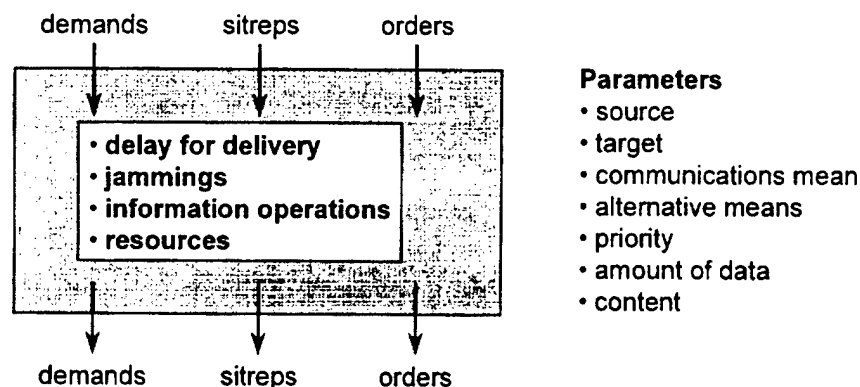 demands sitreps orders
• delay for delivery
• jammings
• information operations
• resources
demands sitreps orders
Parameters
• source
• target
• communications mean
• alternative means
• priority
• amount of data
• content